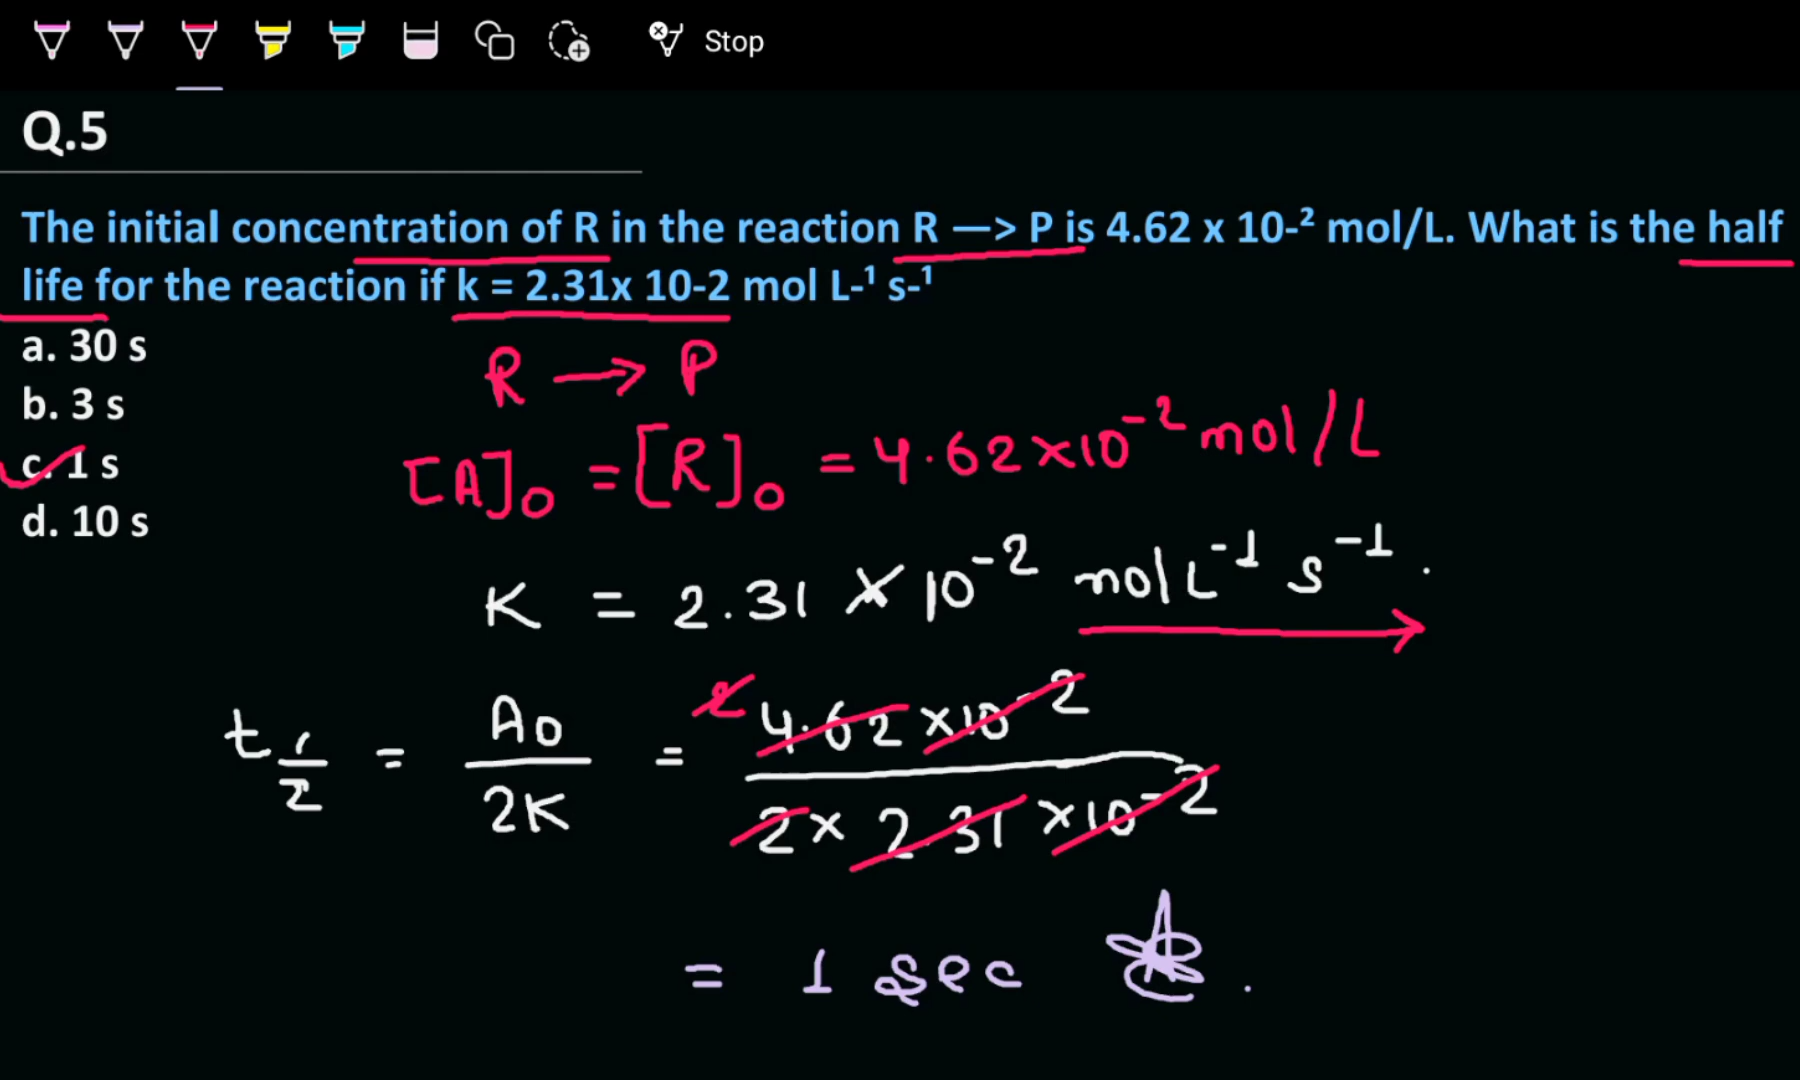 Stop
Q.5
The initial concentration of R in the reaction R —> P is 4.62 x 10-² mol/L. What is the half
life for the reaction if k = 2.31x 10-2 mol L-¹ s-¹
a. 30 s
b. 3 s
c. 1 s
d. 10 s
R → P
[A]₀ = [R]₀ = 4.62×10⁻² mol/L
K = 2.31 × 10⁻² mol L⁻¹ s⁻¹.
t 1/2 = A₀/2K = 2 4.62 ×10⁻² / 2 × 2.31 ×10⁻²
= 1 sec